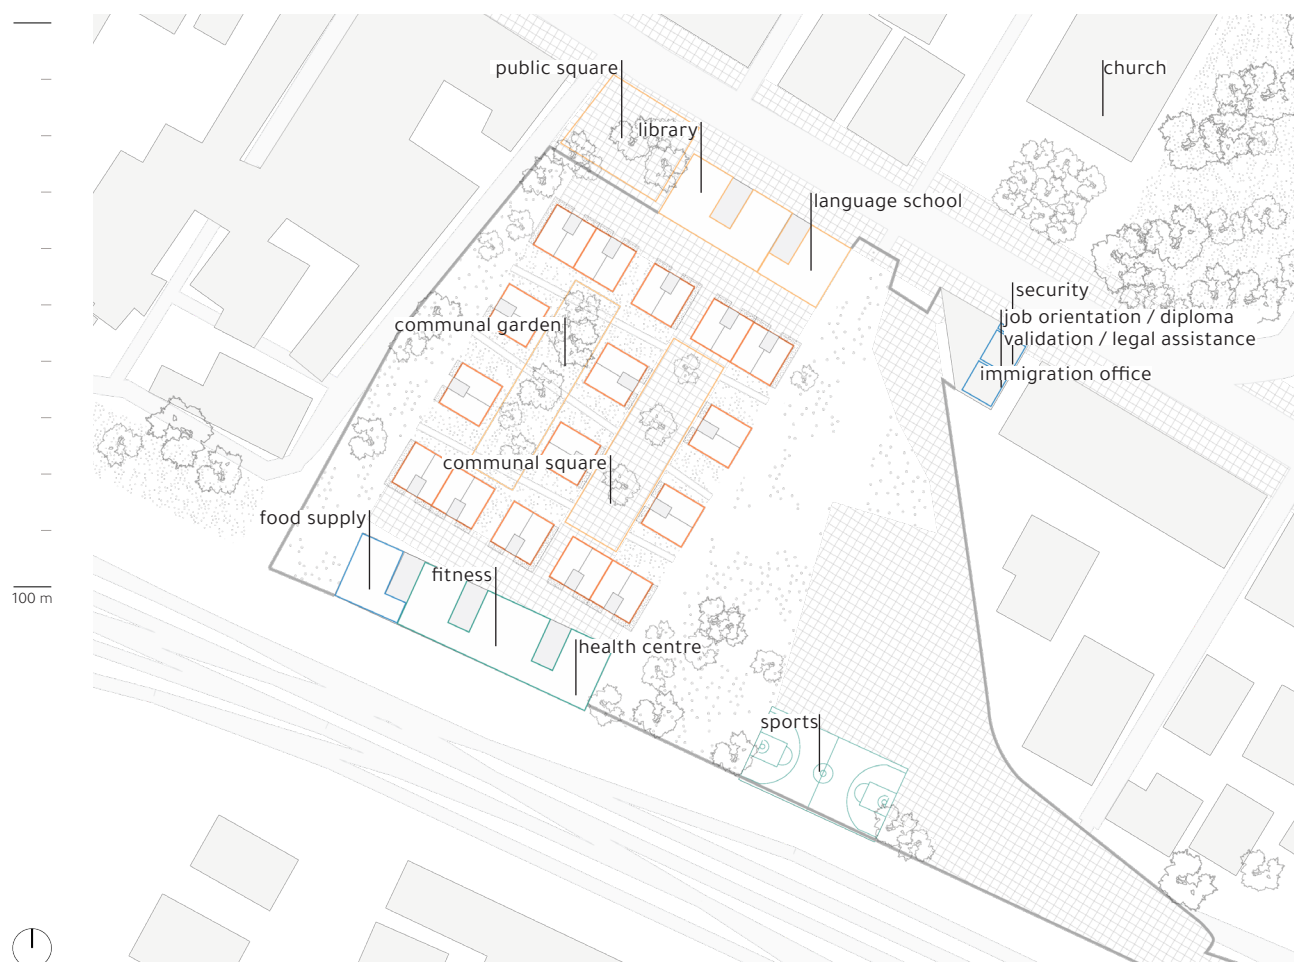 public square
church
library
language school
security
job orientation / diploma
validation / legal assistance
immigration office
communal garden
communal square
food supply
fitness
100 m
health centre
sports